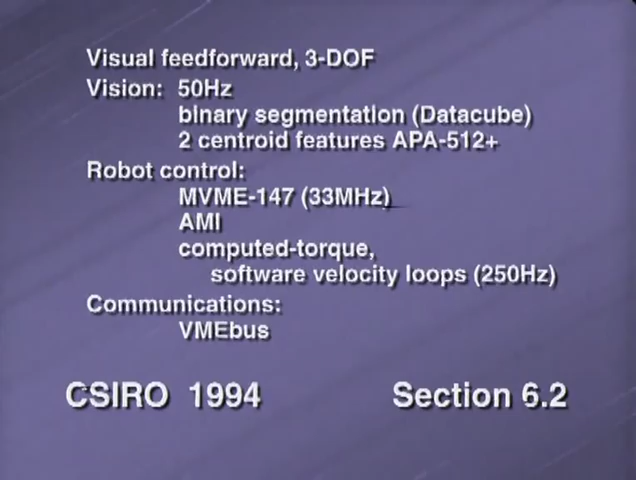 Visual feedforward, 3-DOF
Vision: 50Hz
binary segmentation (Datacube)
2 centroid features APA-512+
Robot control:
MVME-147 (33MHz)
AMI
computed-torque,
software velocity loops (250Hz)
Communications:
VMEbus
CSIRO 1994 Section 6.2